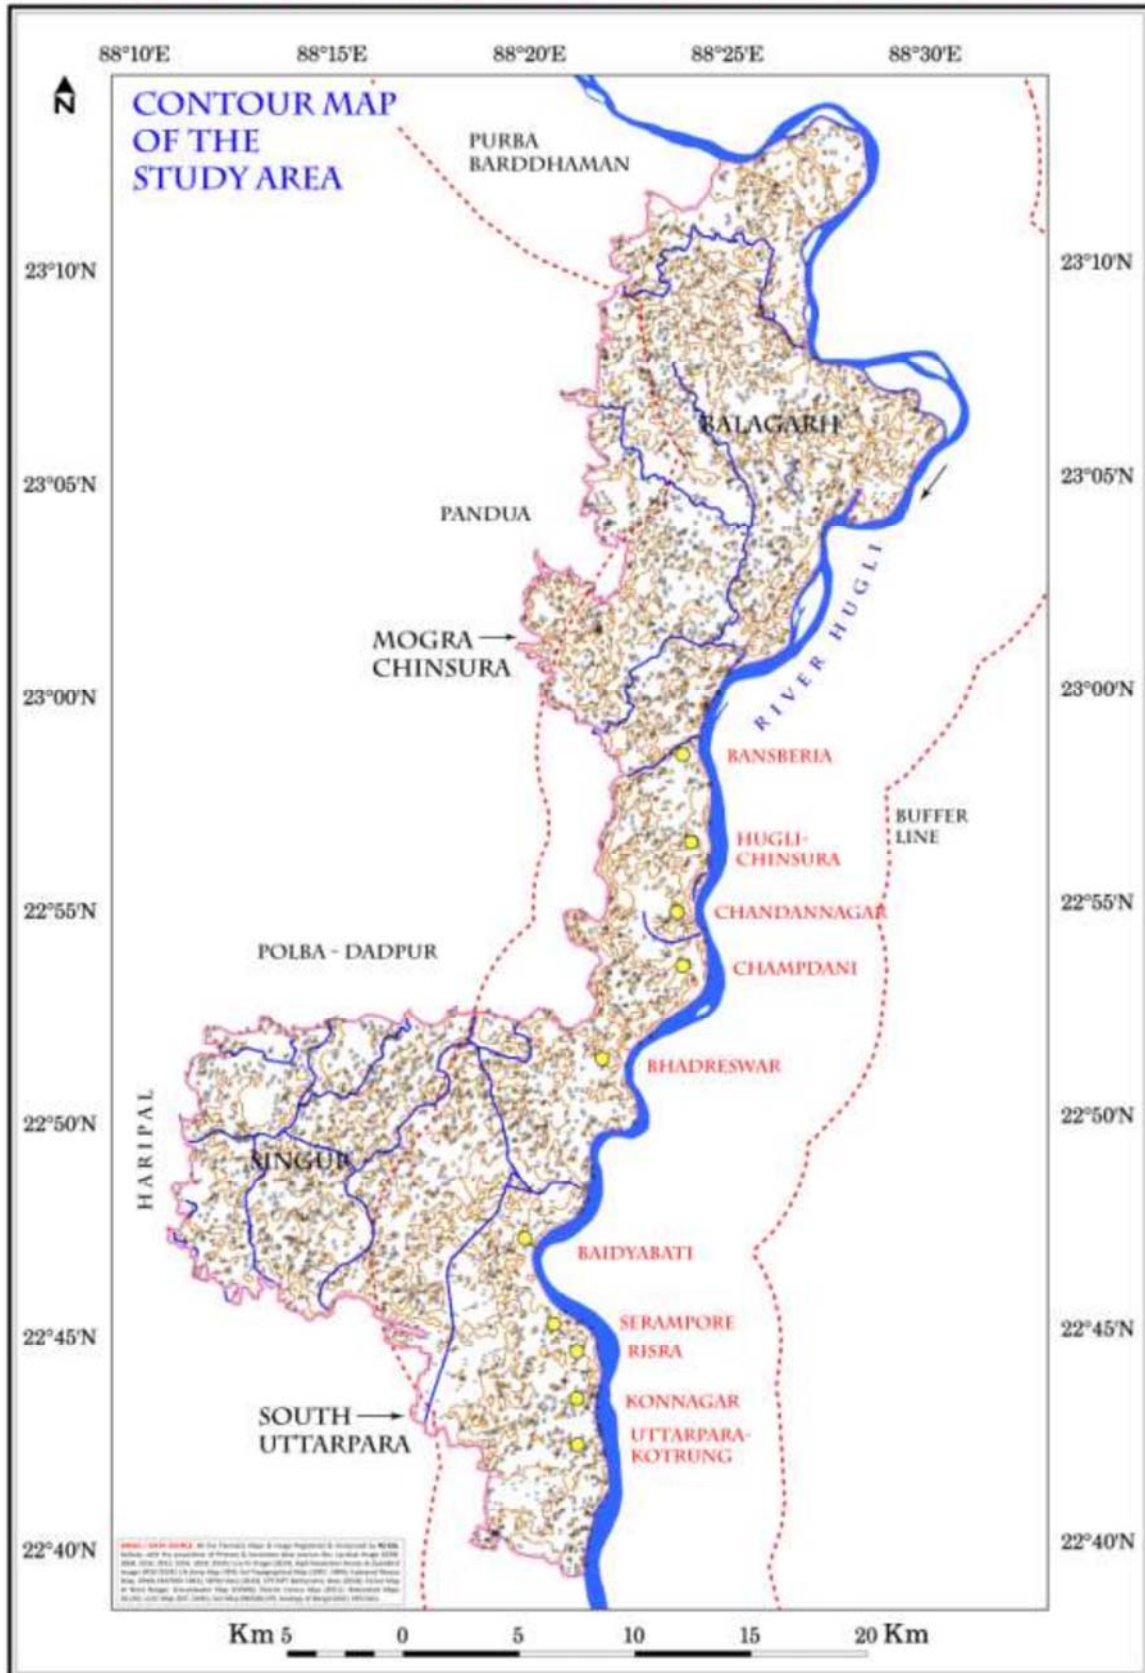 88°10'E 88°15'E 88°20'E 88°25'E 88°30'E
N
CONTOUR MAP
OF THE
STUDY AREA
PURBA
BARDDHAMAN
23°10'N 23°10'N
BALAGARH
23°05'N 23°05'N
PANDUA
RIVER HUGLI
MOGRA
CHINSURA
23°00'N 23°00'N
BANSBERIA
BUFFER
LINE
HUGLI-
CHINSURA
22°55'N 22°55'N
CHANDANNAGAR
POLBA - DADPUR
CHAMPDANI
BHADRESWAR
22°50'N 22°50'N
HARIPAL
SINGUR
BAIDYABATI
22°45'N 22°45'N
SERAMPORE
RISRA
KONNAGAR
SOUTH
UTTARPARA
UTTARPARA-
KOTRUNG
22°40'N 22°40'N
Km 5 0 5 10 15 20 Km